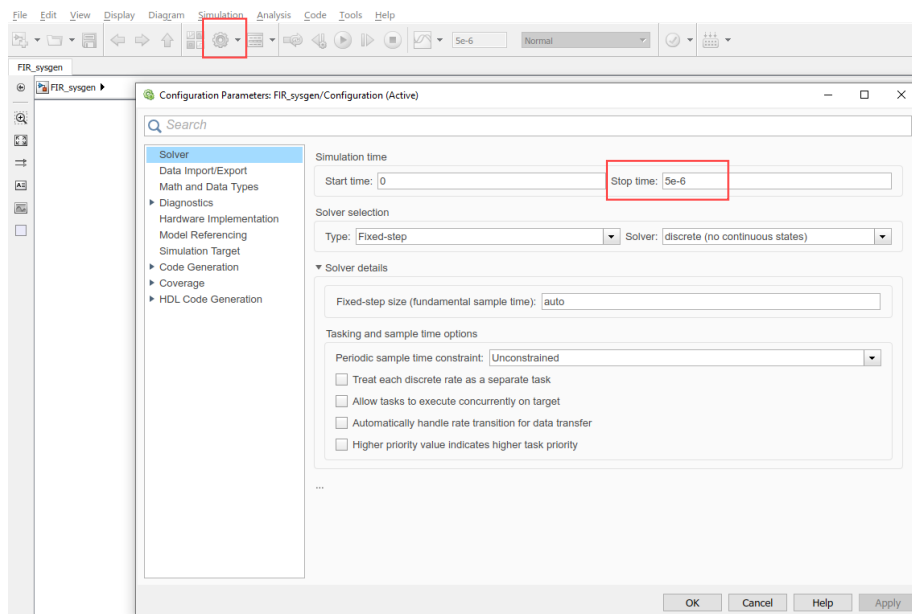 File Edit View Display Diagram Simulation Analysis Code Tools Help
5e-6 Normal
FIR_sysgen
FIR_sysgen
Configuration Parameters: FIR_sysgen/Configuration (Active)
Search
Solver
Data Import/Export
Math and Data Types
Diagnostics
Hardware Implementation
Model Referencing
Simulation Target
Code Generation
Coverage
HDL Code Generation
Simulation time
Start time: 0 Stop time: 5e-6
Solver selection
Type: Fixed-step Solver: discrete (no continuous states)
Solver details
Fixed-step size (fundamental sample time): auto
Tasking and sample time options
Periodic sample time constraint: Unconstrained
Treat each discrete rate as a separate task
Allow tasks to execute concurrently on target
Automatically handle rate transition for data transfer
Higher priority value indicates higher task priority
...
OK Cancel Help Apply